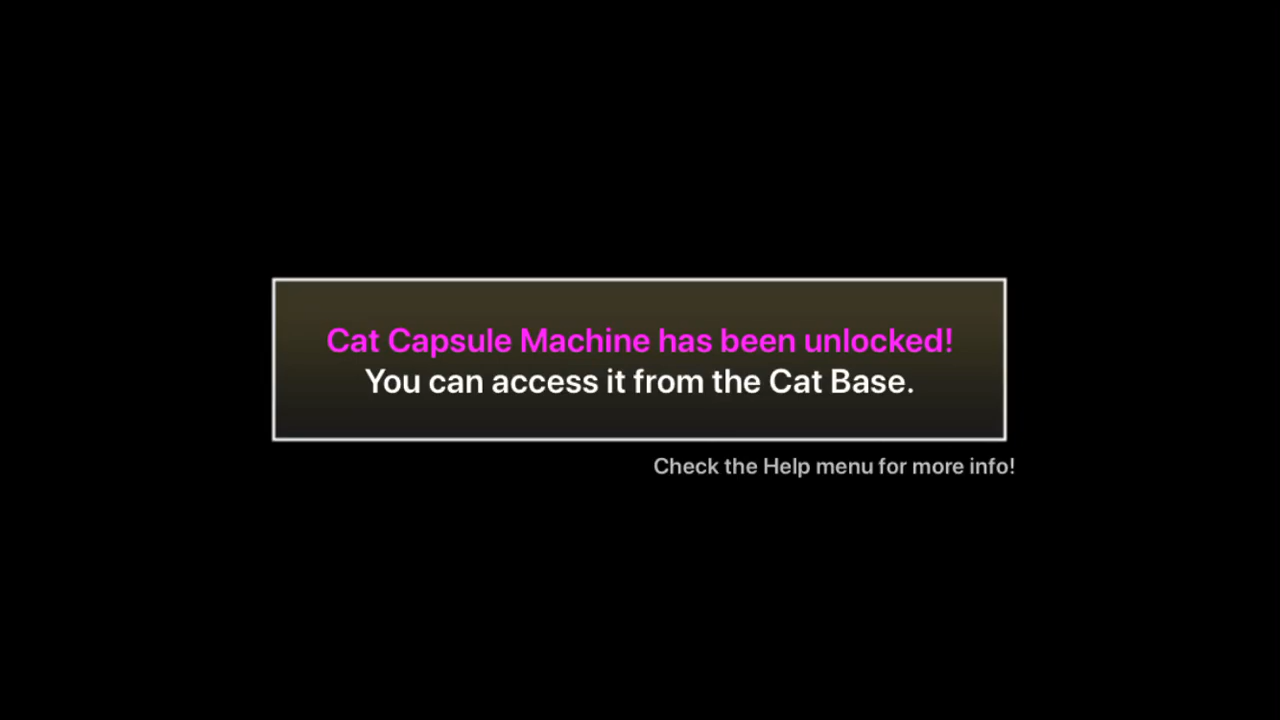 Cat Capsule Machine has been unlocked!
You can access it from the Cat Base.
Check the Help menu for more info!